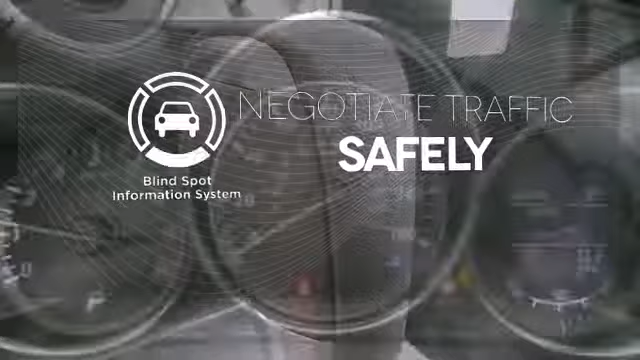 NEGOTIATE TRAFFIC
SAFELY
Blind Spot
Information System